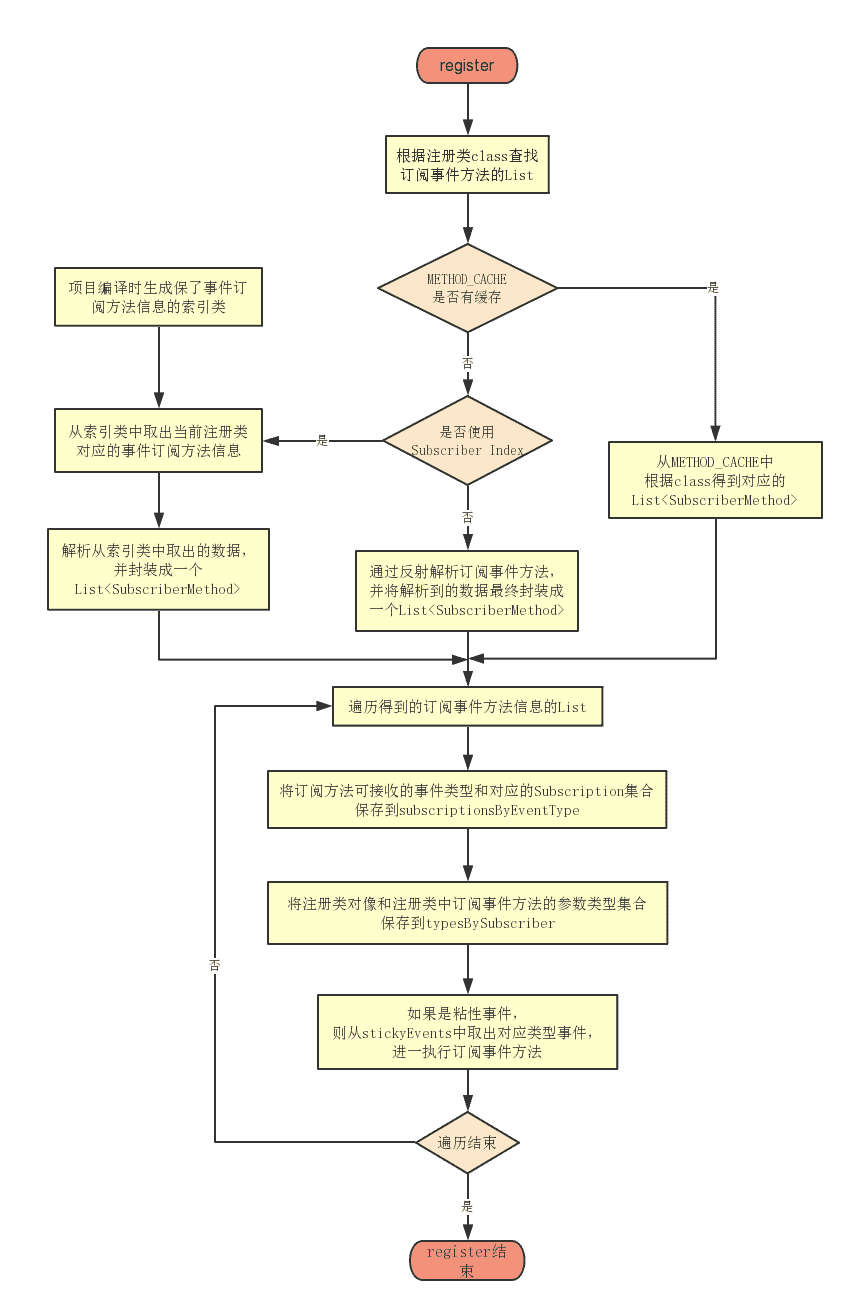 register
根据注册类class查找
订阅事件方法的List
METHOD_CACHE
是否有缓存
是
否
项目编译时生成保了事件订
阅方法信息的索引类
从索引类中取出当前注册类
对应的事件订阅方法信息
是
是否使用
Subscriber Index
从METHOD_CACHE中
根据class得到对应的
List<SubscriberMethod>
否
解析从索引类中取出的数据，
并封装成一个
List<SubscriberMethod>
通过反射解析订阅事件方法，
并将解析到的数据最终封装成
一个List<SubscriberMethod>
遍历得到的订阅事件方法信息的List
将订阅方法可接收的事件类型和对应的Subscription集合
保存到subscriptionsByEventType
将注册类对像和注册类中订阅事件方法的参数类型集合
保存到typesBySubscriber
否
如果是粘性事件，
则从stickyEvents中取出对应类型事件，
进一执行订阅事件方法
遍历结束
是
register结
束